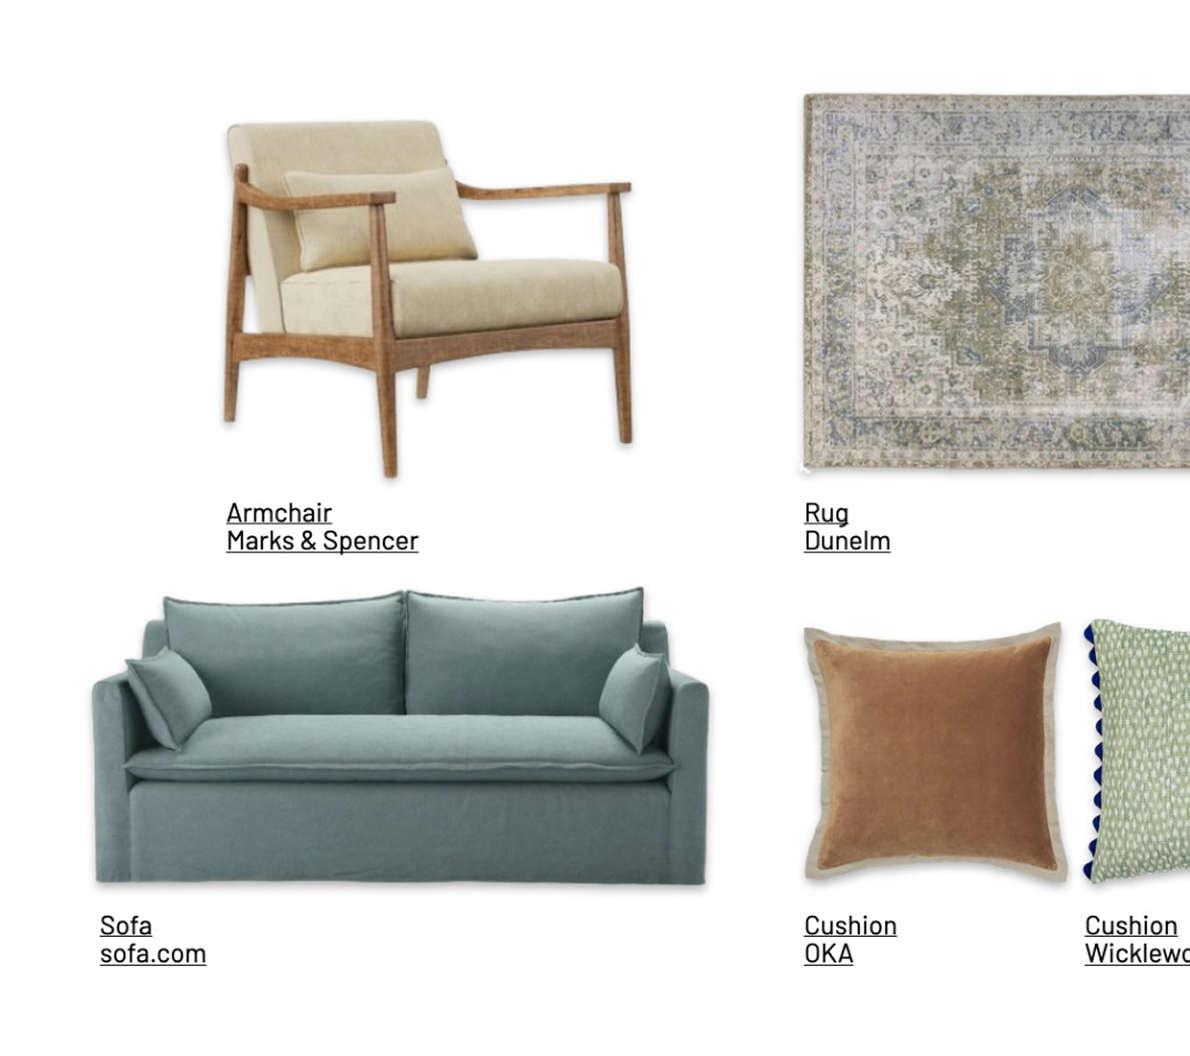 Armchair
Marks & Spencer
Rug
Dunelm
Sofa
sofa.com
Cushion
OKA
Cushion